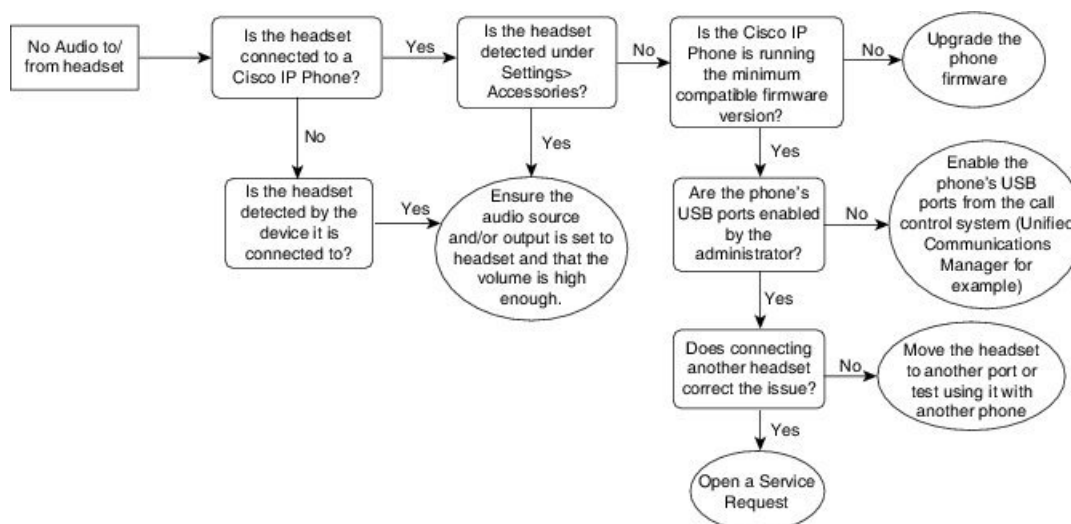 No Audio to/
from headset
Is the headset
connected to a
Cisco IP Phone?
Yes
Is the headset
detected under
Settings>
Accessories?
No
Is the Cisco IP
Phone is running
the minimum
compatible firmware
version?
No
Upgrade the
phone
firmware
No
Yes
Yes
Is the headset
detected by the
device it is
connected to?
Yes
Ensure the
audio source
and/or output is set to
headset and that the
volume is high
enough.
Are the phone's
USB ports enabled
by the
administrator?
No
Enable the
phone's USB
ports from the call
control system (Unified
Communications
Manager for
example)
Yes
Does connecting
another headset
correct the issue?
No
Move the headset
to another port or
test using it with
another phone
Yes
Open a Service
Request